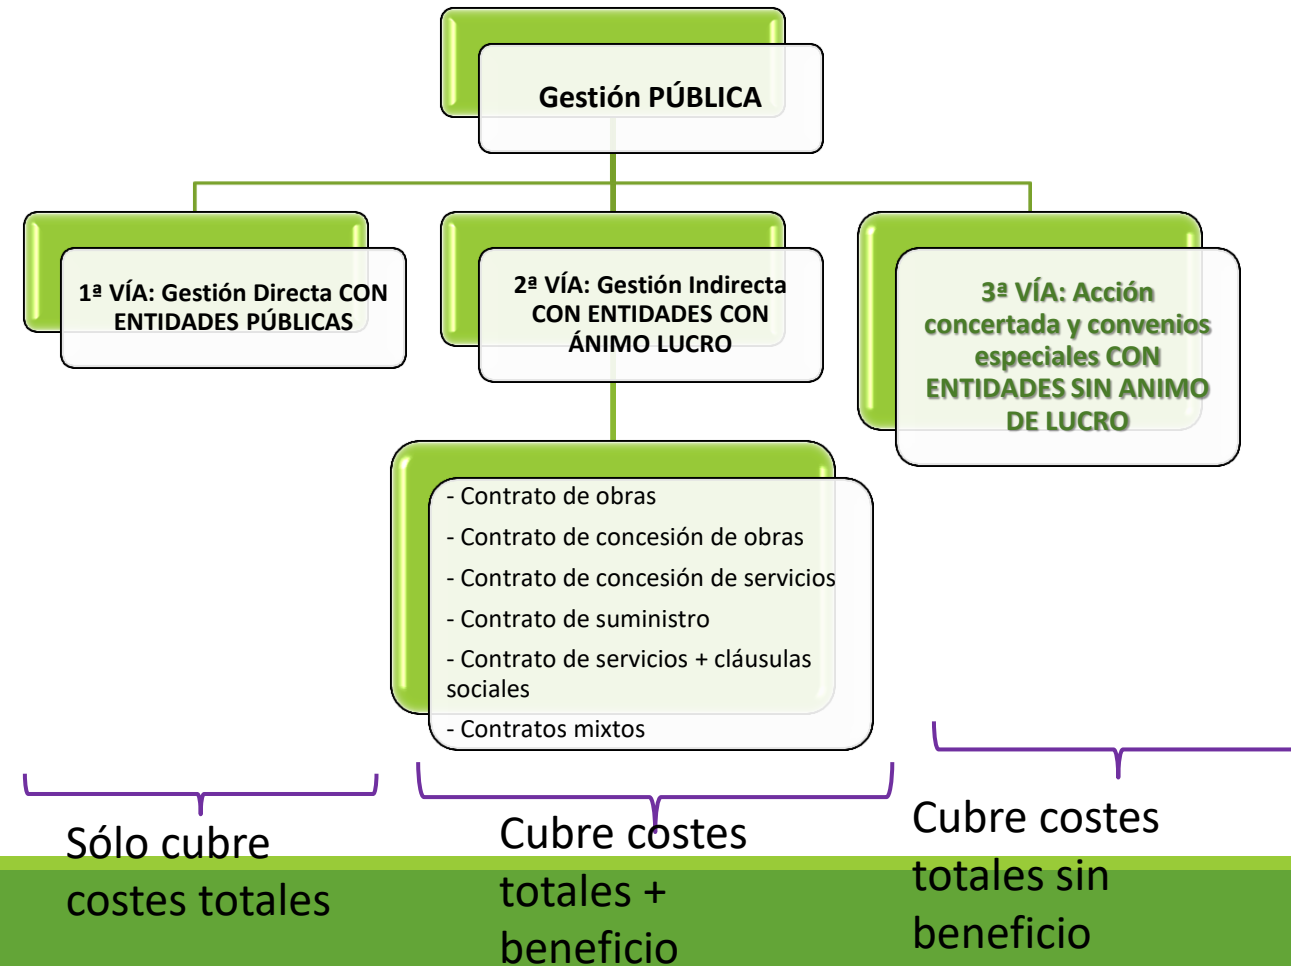 Gestión PÚBLICA
1ª VÍA: Gestión Directa CON
ENTIDADES PÚBLICAS
2ª VÍA: Gestión Indirecta
CON ENTIDADES CON
ÁNIMO LUCRO
3ª VÍA: Acción
concertada y convenios
especiales CON
ENTIDADES SIN ANIMO
DE LUCRO
- Contrato de obras
- Contrato de concesión de obras
- Contrato de concesión de servicios
- Contrato de suministro
- Contrato de servicios + cláusulas
sociales
- Contratos mixtos
Sólo cubre
costes totales
Cubre costes
totales +
beneficio
Cubre costes
totales sin
beneficio